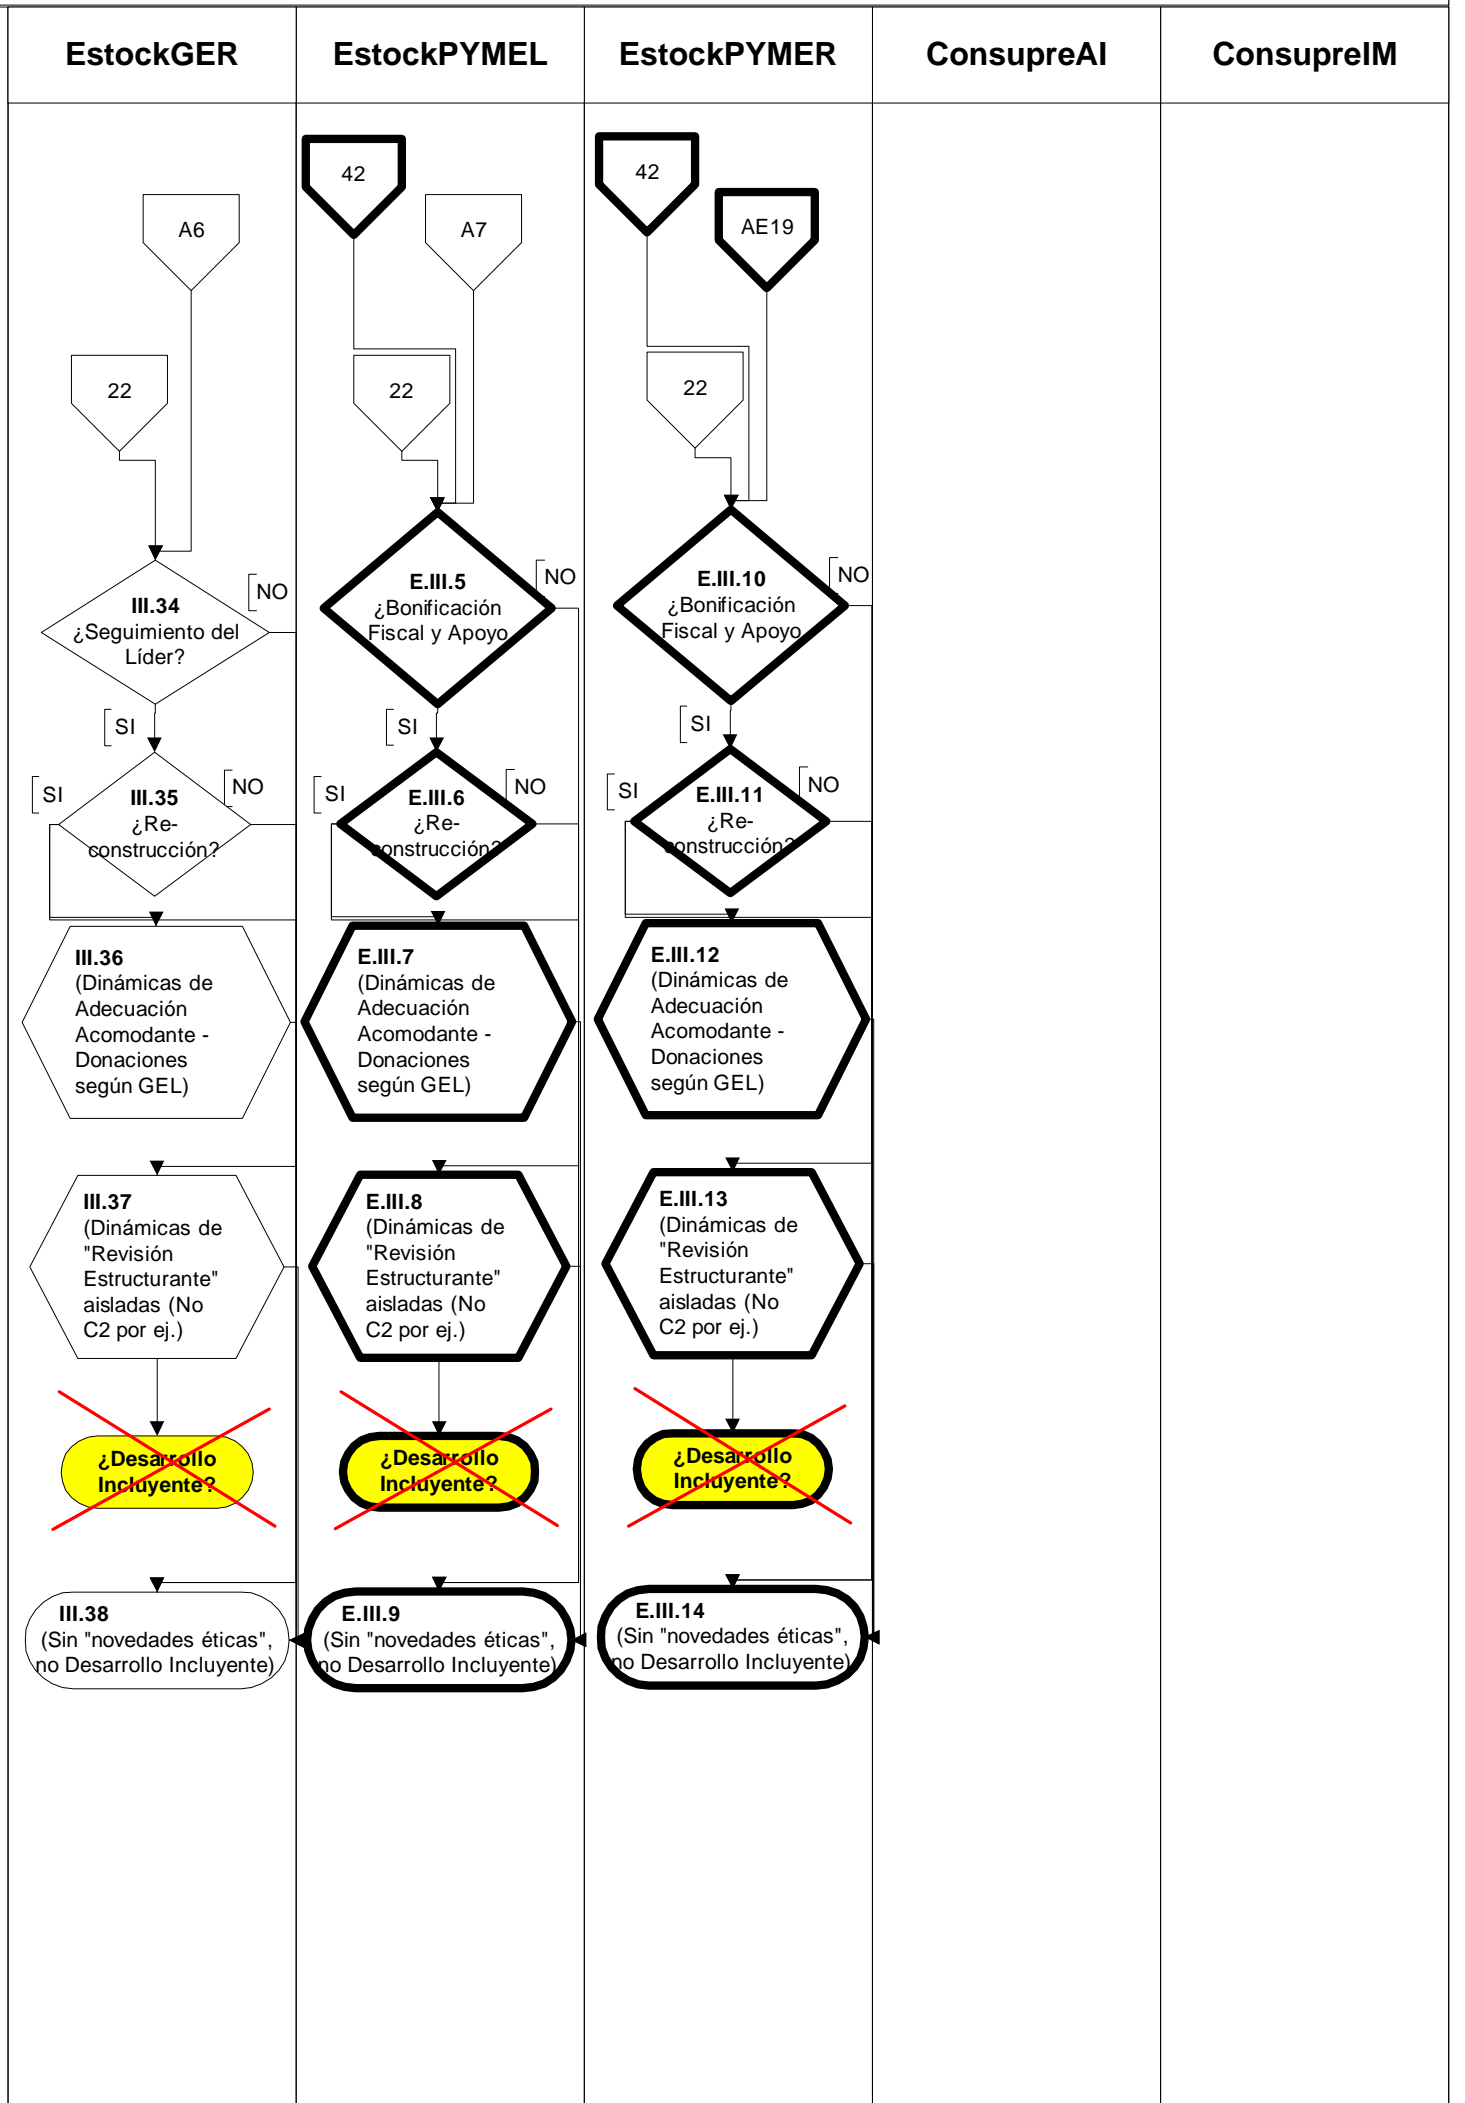 EstockGER
EstockPYMEL
EstockPYMER
ConsupreAI
ConsupreIM
A6
22
III.34
¿Seguimiento del
Líder?
NO
SI
III.35
¿Re-
construcción?
SI
NO
III.36
(Dinámicas de
Adecuación
Acomodante -
Donaciones
según GEL)
III.37
(Dinámicas de
"Revisión
Estructurante"
aisladas (No
C2 por ej.)
¿Desarrollo
Incluyente?
III.38
(Sin "novedades éticas",
no Desarrollo Incluyente)
42
A7
22
E.III.5
¿Bonificación
Fiscal y Apoyo
NO
SI
E.III.6
¿Re-
construcción?
SI
NO
E.III.7
(Dinámicas de
Adecuación
Acomodante -
Donaciones
según GEL)
E.III.8
(Dinámicas de
"Revisión
Estructurante"
aisladas (No
C2 por ej.)
¿Desarrollo
Incluyente?
E.III.9
(Sin "novedades éticas",
no Desarrollo Incluyente)
42
AE19
22
E.III.10
¿Bonificación
Fiscal y Apoyo
NO
SI
E.III.11
¿Re-
construcción?
SI
NO
E.III.12
(Dinámicas de
Adecuación
Acomodante -
Donaciones
según GEL)
E.III.13
(Dinámicas de
"Revisión
Estructurante"
aisladas (No
C2 por ej.)
¿Desarrollo
Incluyente?
E.III.14
(Sin "novedades éticas",
no Desarrollo Incluyente)